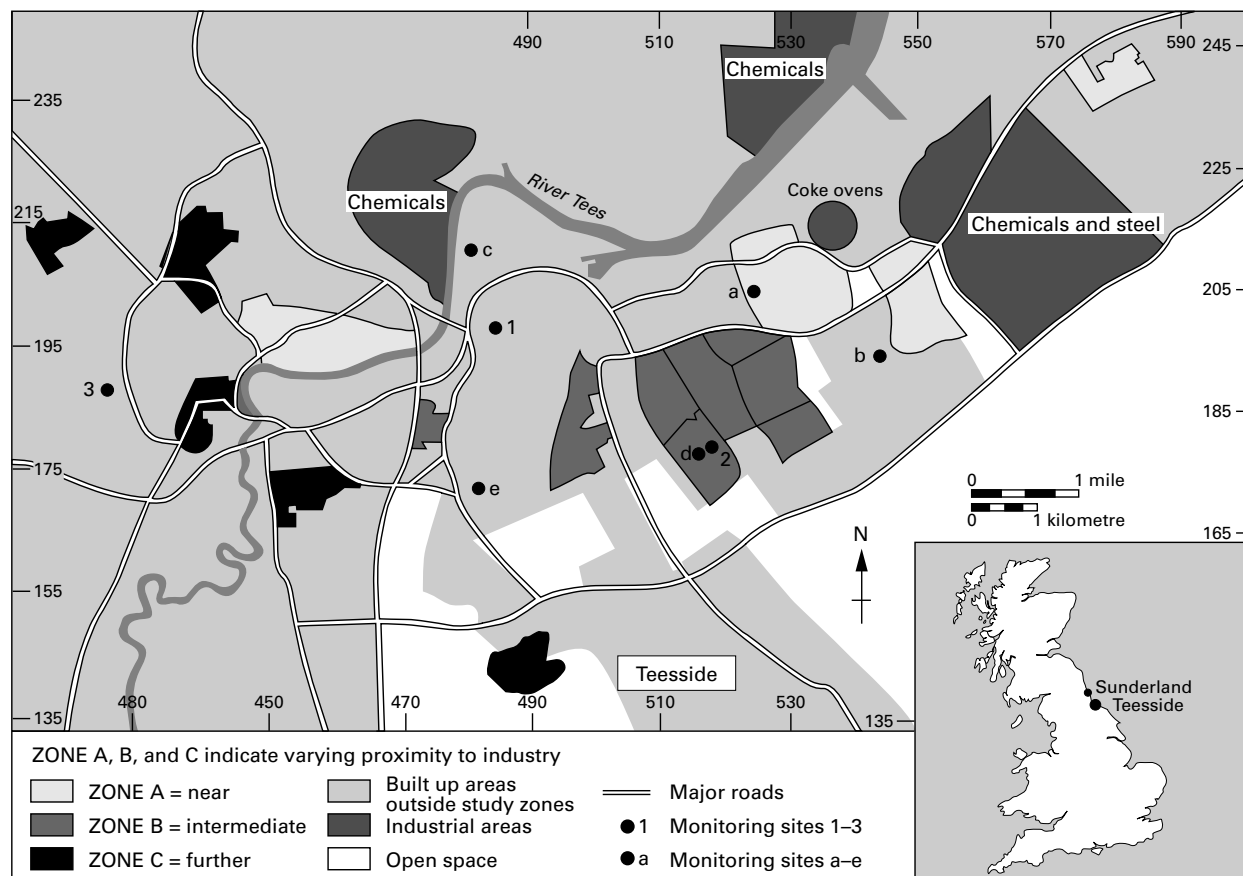 490
510
530
550
570
590
245
Chemicals
235
225
River Tees
Coke ovens
Chemicals
215
Chemicals and steel
c
a
205
1
195
b
3
185
d
2
175
e
0 1 mile
0 1 kilometre
165
N
155
Teesside
480
450
470
490
510
530
135
135
Sunderland
Teesside
ZONE A, B, and C indicate varying proximity to industry
ZONE A = near
ZONE B = intermediate
ZONE C = further
Built up areas
outside study zones
Industrial areas
Open space
Major roads
1 Monitoring sites 1–3
a Monitoring sites a–e